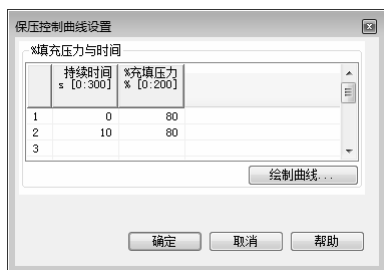 保压控制曲线设置
%填充压力与时间
持续时间 %充填压力
s [0:300] % [0:200]
1 0 80
2 10 80
3
绘制曲线...
确定 取消 帮助